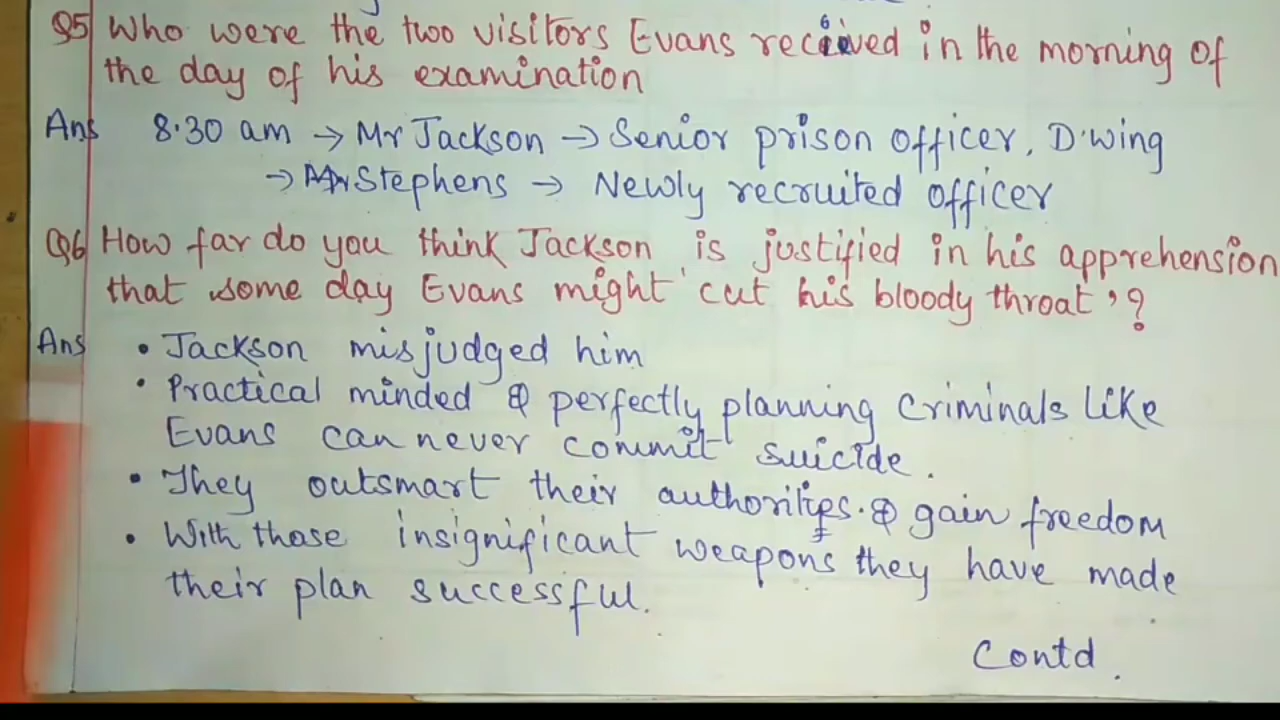 Q5 Who were the two visitors Evans recieved in the morning of
the day of his examination
Ans 8.30 am → Mr Jackson → Senior prison officer, D'wing
→ Mr Stephens → Newly recruited officer
Q6 How far do you think Jackson is justified in his apprehension
that some day Evans might 'cut his bloody throat'?
Ans • Jackson misjudged him
• Practical minded & perfectly planning criminals like
Evans can never commit suicide.
• They outsmart their authorities. & gain freedom
• With those insignificant weapons they have made
their plan successful.
Contd.